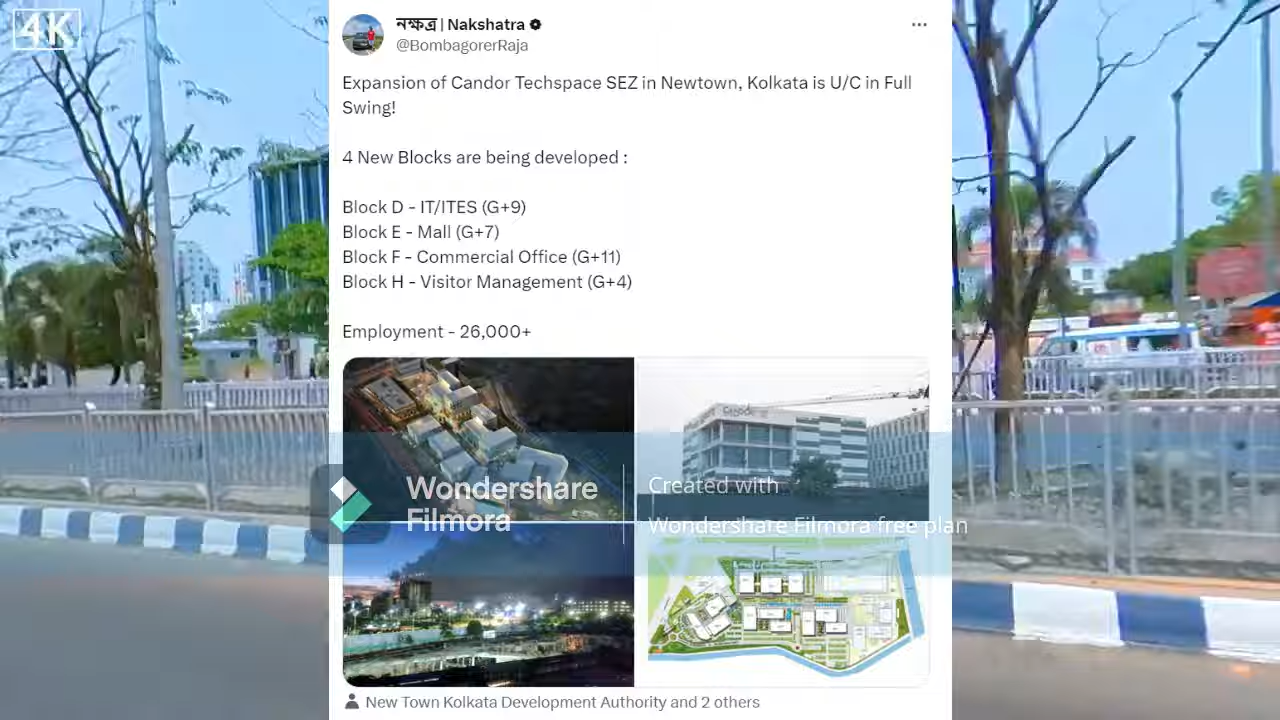 4K
নক্ষত্র | Nakshatra
@BombagorerRaja
Expansion of Candor Techspace SEZ in Newtown, Kolkata is U/C in Full
Swing!
4 New Blocks are being developed :
Block D - IT/ITES (G+9)
Block E - Mall (G+7)
Block F - Commercial Office (G+11)
Block H - Visitor Management (G+4)
Employment - 26,000+
Candor
Wondershare
Filmora
Created with
Wondershare Filmora free plan
New Town Kolkata Development Authority and 2 others